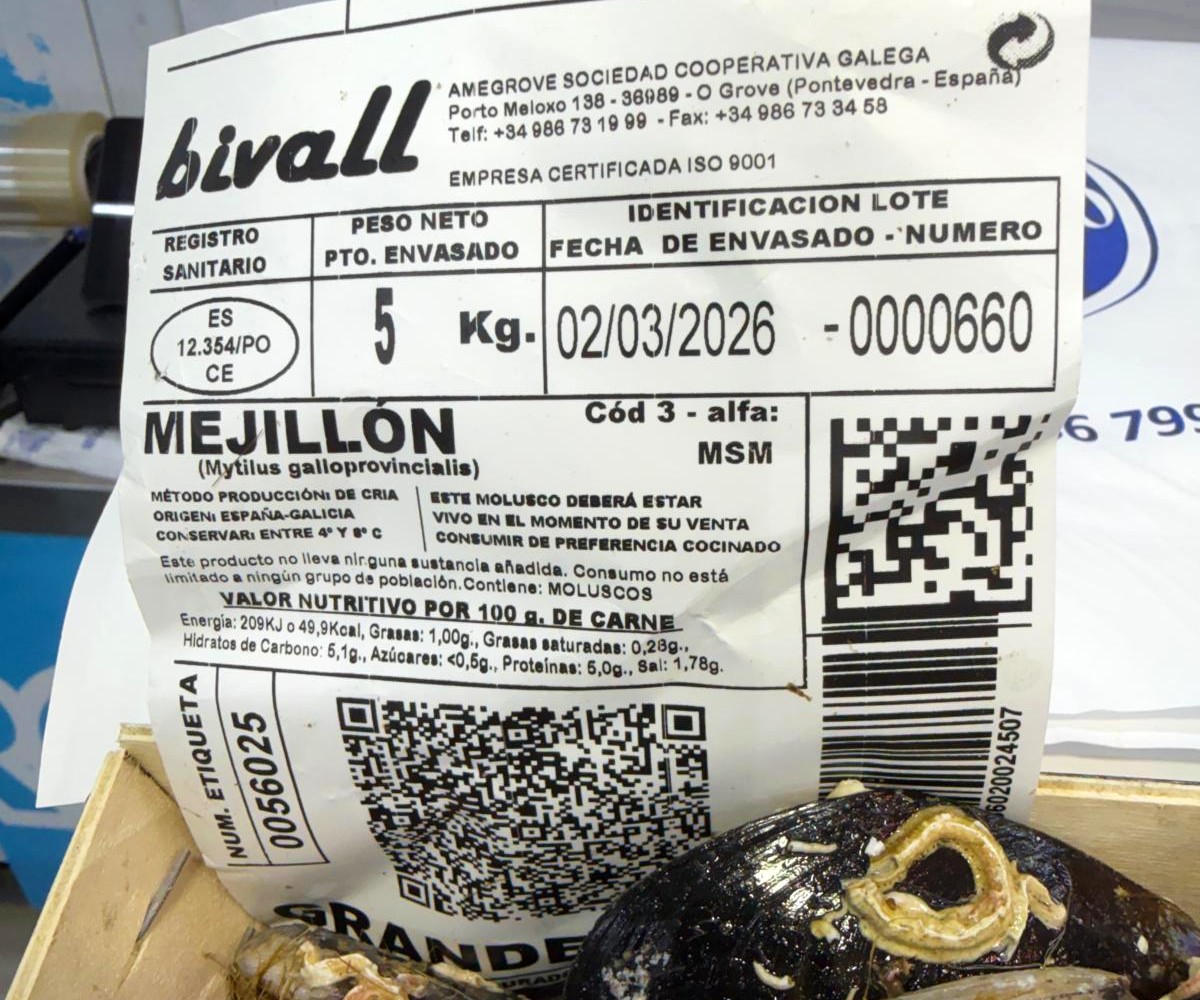 bivall
AMEGROVE SOCIEDAD COOPERATIVA GALEGA
Porto Meloxo 138 - 36989 - O Grove (Pontevedra - España)
Telf: +34 986 73 19 99 - Fax: +34 986 73 34 58
EMPRESA CERTIFICADA ISO 9001
REGISTRO
SANITARIO
PESO NETO
PTO. ENVASADO
IDENTIFICACION LOTE
FECHA DE ENVASADO - NUMERO
ES
12.354/PO
CE
5 Kg.
02/03/2026 - 0000660
MEJILLÓN
(Mytilus galloprovincialis)
Cód 3 - alfa:
MSM
MÉTODO PRODUCCIÓN: DE CRIA
ORIGEN: ESPAÑA-GALICIA
CONSERVAR: ENTRE 4º Y 8º C
ESTE MOLUSCO DEBERÁ ESTAR
VIVO EN EL MOMENTO DE SU VENTA
CONSUMIR DE PREFERENCIA COCINADO
Este producto no lleva ninguna sustancia añadida. Consumo no está
limitado a ningún grupo de población.Contiene: MOLUSCOS
VALOR NUTRITIVO POR 100 g. DE CARNE
Energía: 209KJ o 49,9Kcal, Grasas: 1,00g., Grasas saturadas: 0,28g.,
Hidratos de Carbono: 5,1g., Azúcares: <0,5g., Proteínas: 5,0g., Sal: 1,78g.
NUM. ETIQUETA
00566025
60200024507
GRANDE
6 799